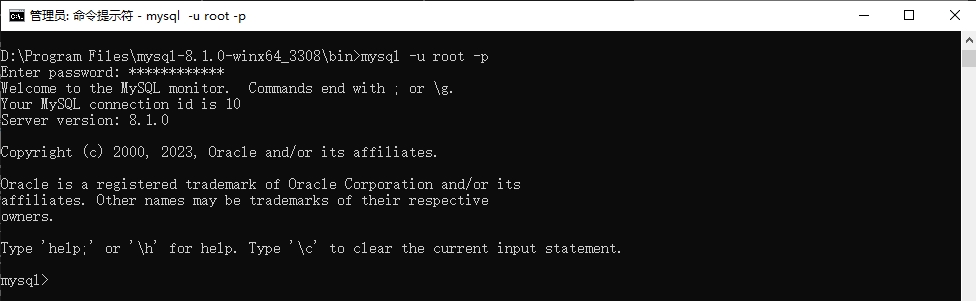 管理员: 命令提示符 - mysql  -u root -p
D:\Program Files\mysql-8.1.0-winx64_3308\bin>mysql -u root -p
Enter password: ************
Welcome to the MySQL monitor.  Commands end with ; or \g.
Your MySQL connection id is 10
Server version: 8.1.0
Copyright (c) 2000, 2023, Oracle and/or its affiliates.
Oracle is a registered trademark of Oracle Corporation and/or its
affiliates. Other names may be trademarks of their respective
owners.
Type 'help;' or '\h' for help. Type '\c' to clear the current input statement.
mysql>